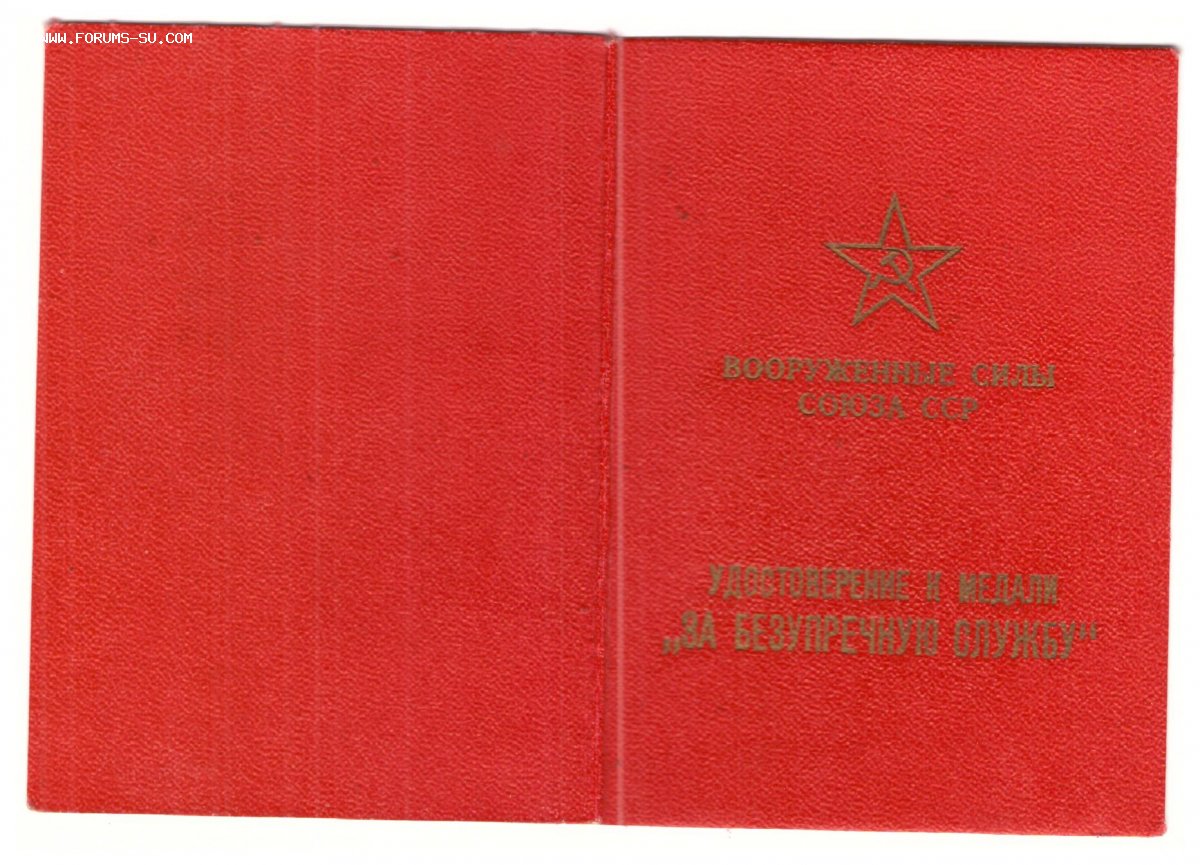 WWW.FORUMS-SU.COM
ВООРУЖЕННЫЕ СИЛЫ
СОЮЗА ССР
УДОСТОВЕРЕНИЕ К МЕДАЛИ
„ЗА БЕЗУПРЕЧНУЮ СЛУЖБУ“